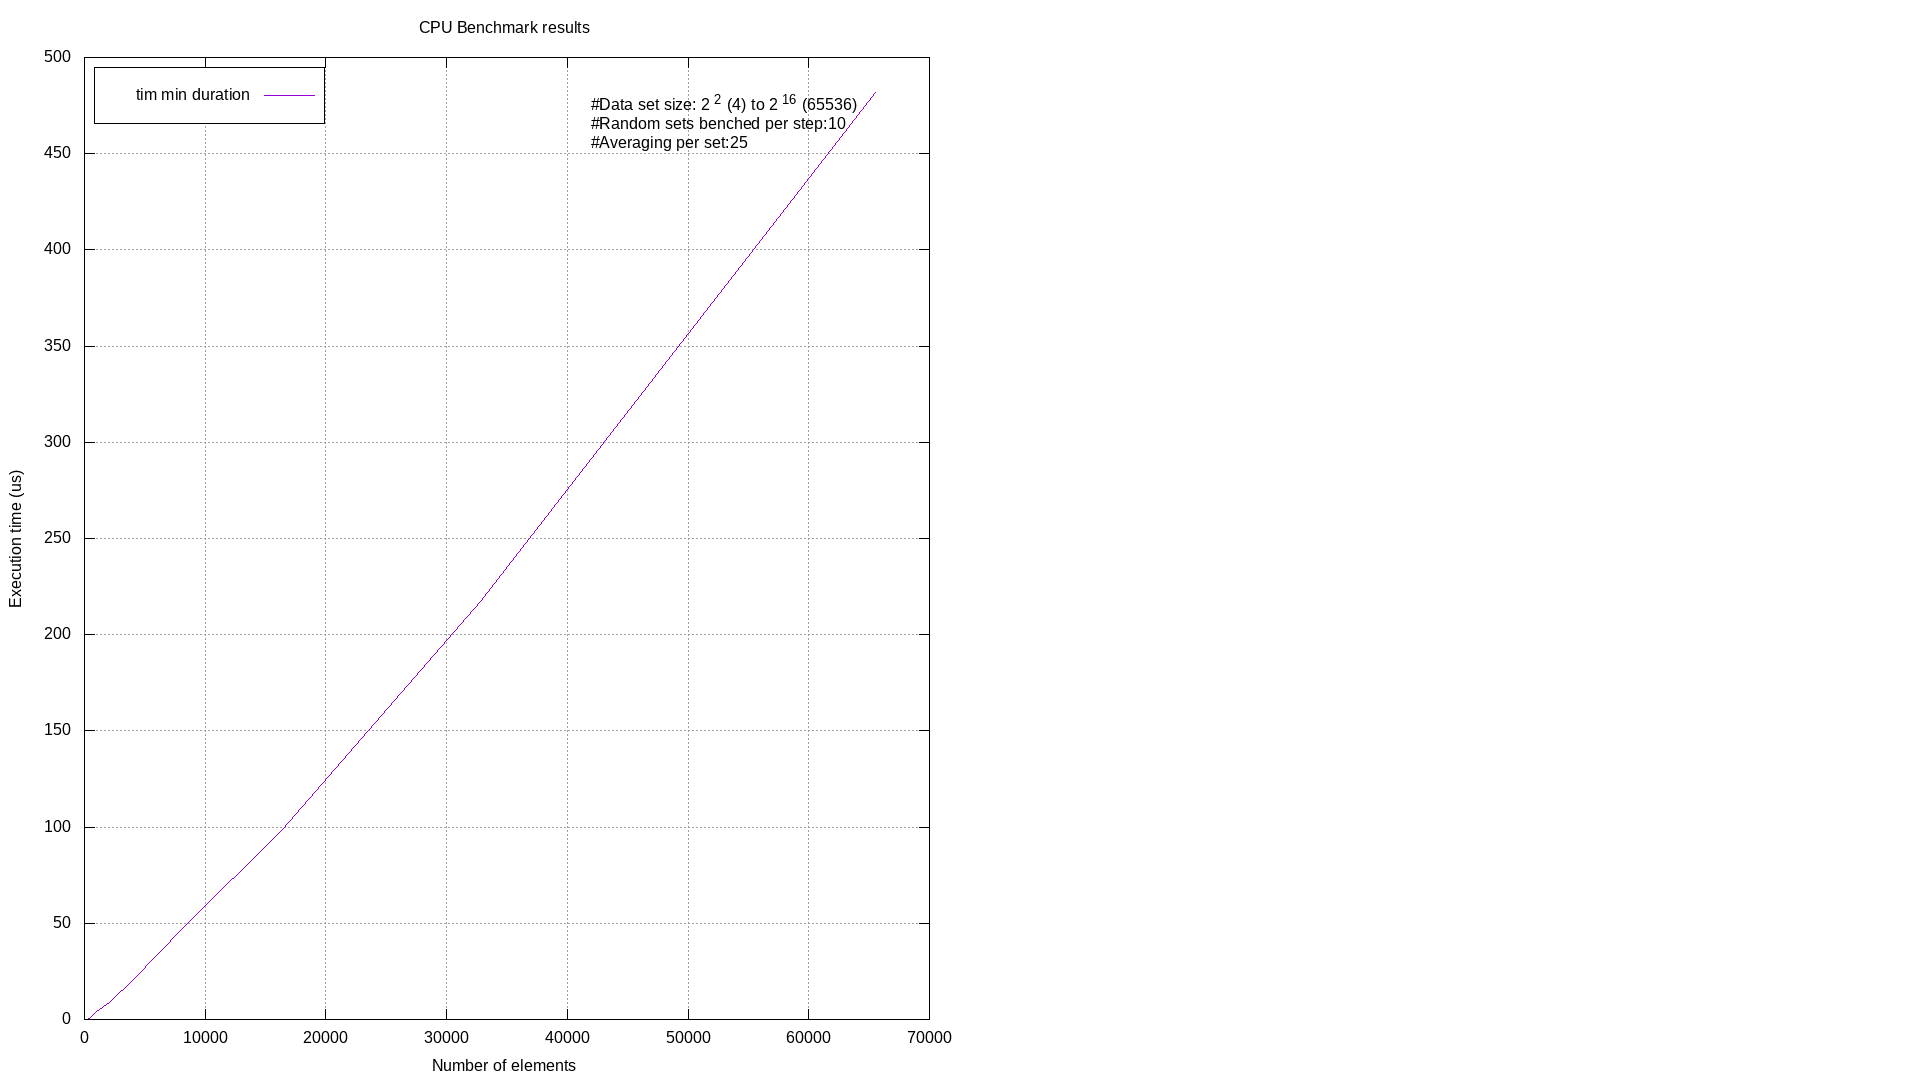 CPU Benchmark results
500
450
400
350
300
250
200
150
100
50
0
tim min duration
#Data set size: 2 2 (4) to 2 16 (65536)
#Random sets benched per step:10
#Averaging per set:25
Execution time (us)
0 10000 20000 30000 40000 50000 60000 70000
Number of elements